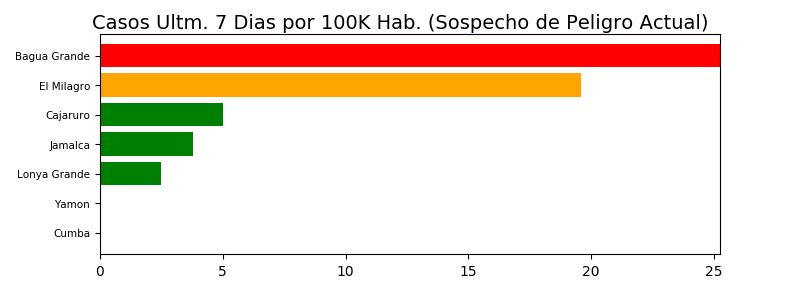 Casos Ultm. 7 Dias por 100K Hab. (Sospecho de Peligro Actual)
Bagua Grande
El Milagro
Cajaruro
Jamalca
Lonya Grande
Yamon
Cumba
0 5 10 15 20 25